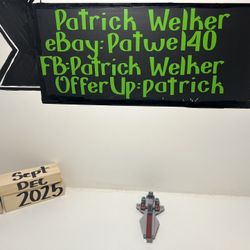 Patrick Welker
eBay:Patwel40
FB:Patrick Welker
OfferUp:patrick
Sept
DEC
2025